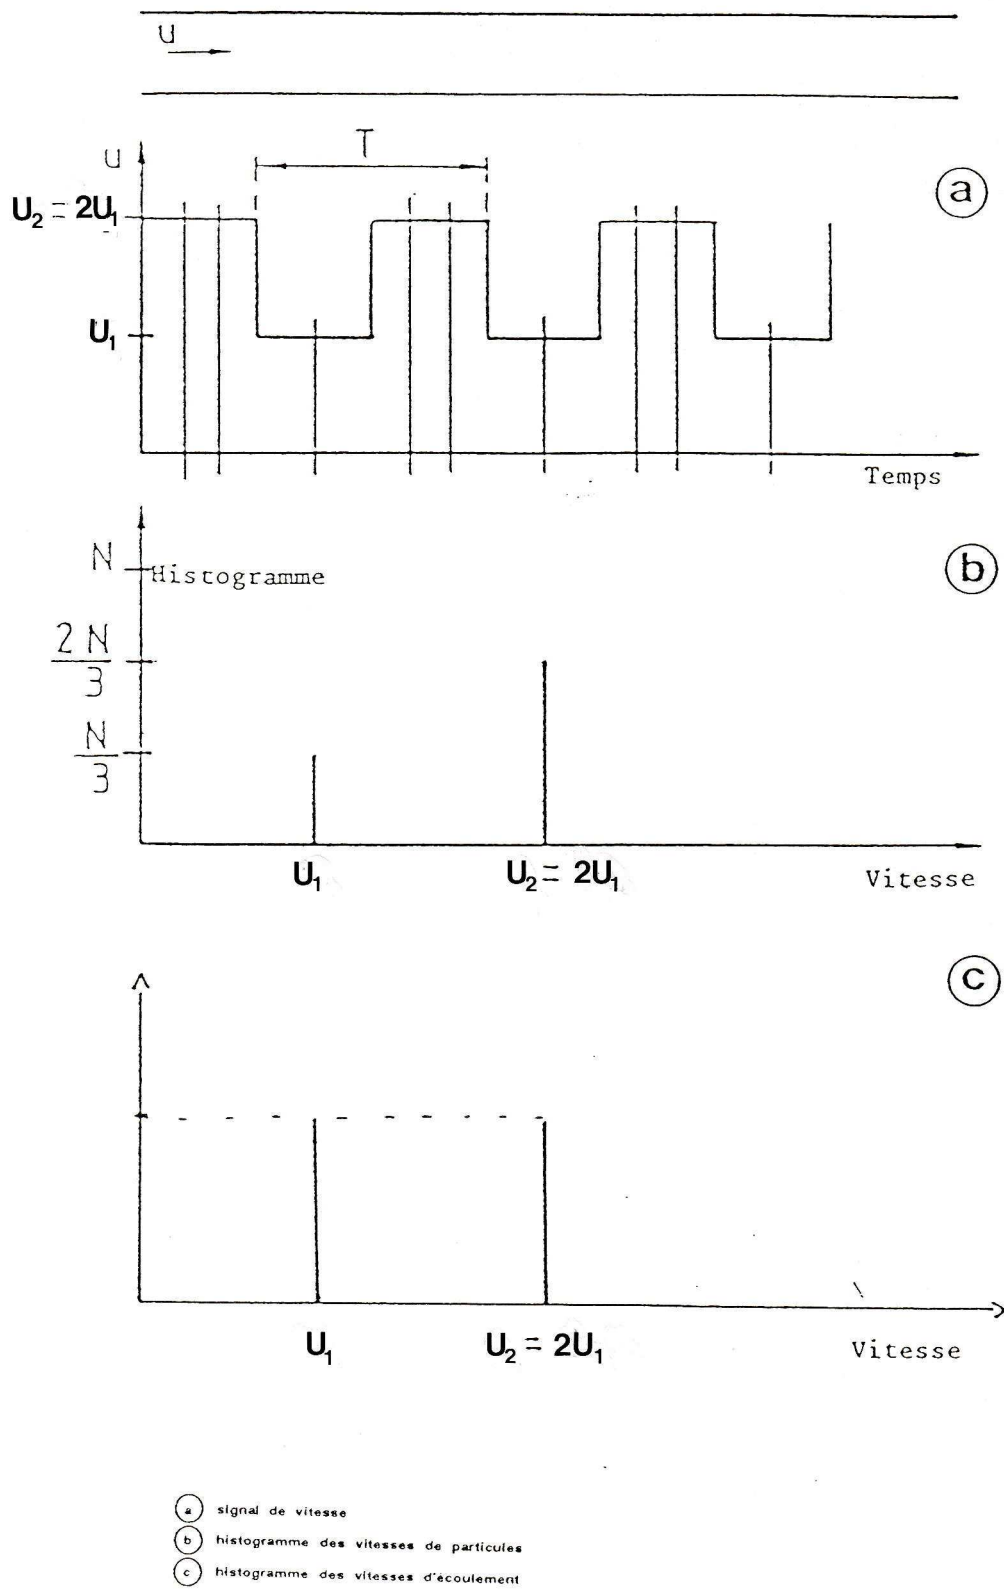 U
T
u
a
U₂ = 2U₁
U₁
Temps
N
Histogramme
b
2N
3
N
3
U₁
U₂ = 2U₁
Vitesse
c
U₁
U₂ = 2U₁
Vitesse
a signal de vitesse
b histogramme des vitesses de particules
c histogramme des vitesses d'écoulement